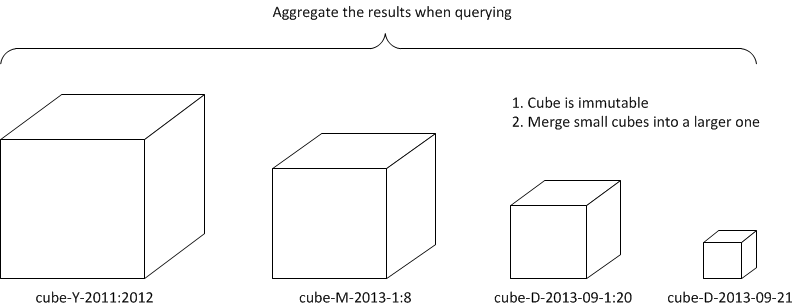 Aggregate the results when querying
1. Cube is immutable
2. Merge small cubes into a larger one
cube-Y-2011:2012
cube-M-2013-1:8
cube-D-2013-09-1:20
cube-D-2013-09-21